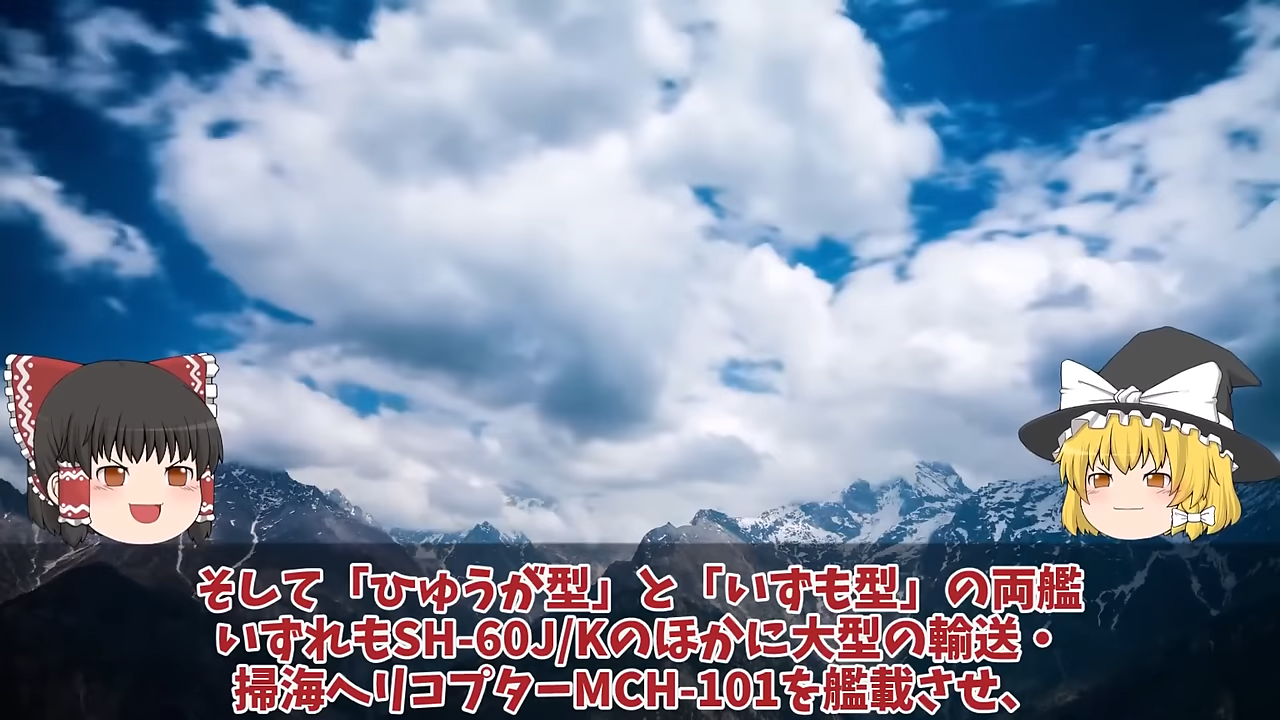 そして「ひゅうが型」と「いずも型」の両艦
いずれもSH-60J/Kのほかに大型の輸送・
掃海ヘリコプターMCH-101を艦載させ、